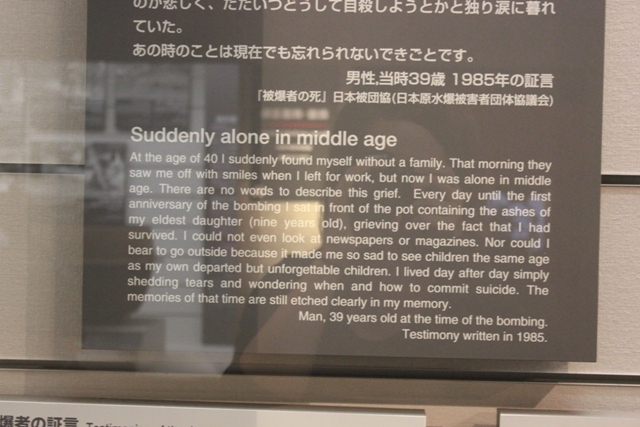 のが悲しく、ただいつどうして自殺しようとかと独り涙に暮れ
ていた。
あの時のことは現在でも忘れられないできごとです。
男性,当時39歳 1985年の証言
『被爆者の死』日本被団協(日本原水爆被害者団体協議会)
Suddenly alone in middle age
At the age of 40 I suddenly found myself without a family. That morning they
saw me off with smiles when I left for work, but now I was alone in middle
age. There are no words to describe this grief. Every day until the first
anniversary of the bombing I sat in front of the pot containing the ashes of
my eldest daughter (nine years old), grieving over the fact that I had
survived. I could not even look at newspapers or magazines. Nor could I
bear to go outside because it made me so sad to see children the same age
as my own departed but unforgettable children. I lived day after day simply
shedding tears and wondering when and how to commit suicide. The
memories of that time are still etched clearly in my memory.
Man, 39 years old at the time of the bombing.
Testimony written in 1985.
爆者の証言